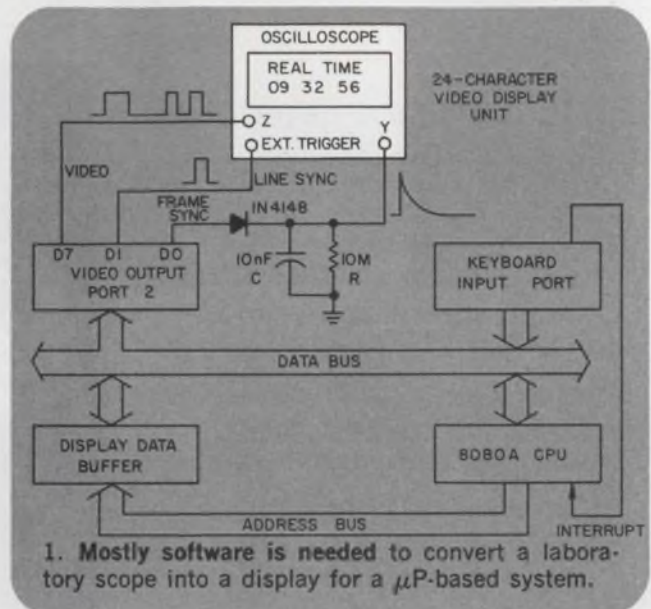 OSCILLOSCOPE
REAL TIME
09 32 56
24-CHARACTER
VIDEO DISPLAY
UNIT
Z
Y
EXT. TRIGGER
VIDEO
LINE SYNC
FRAME
SYNC
IN4148
D7 D1 D0
VIDEO OUTPUT
PORT 2
10nF
C
10M
R
KEYBOARD
INPUT PORT
DATA BUS
DISPLAY DATA
BUFFER
8080A CPU
ADDRESS BUS
INTERRUPT
1. Mostly software is needed to convert a labora-
tory scope into a display for a μP-based system.